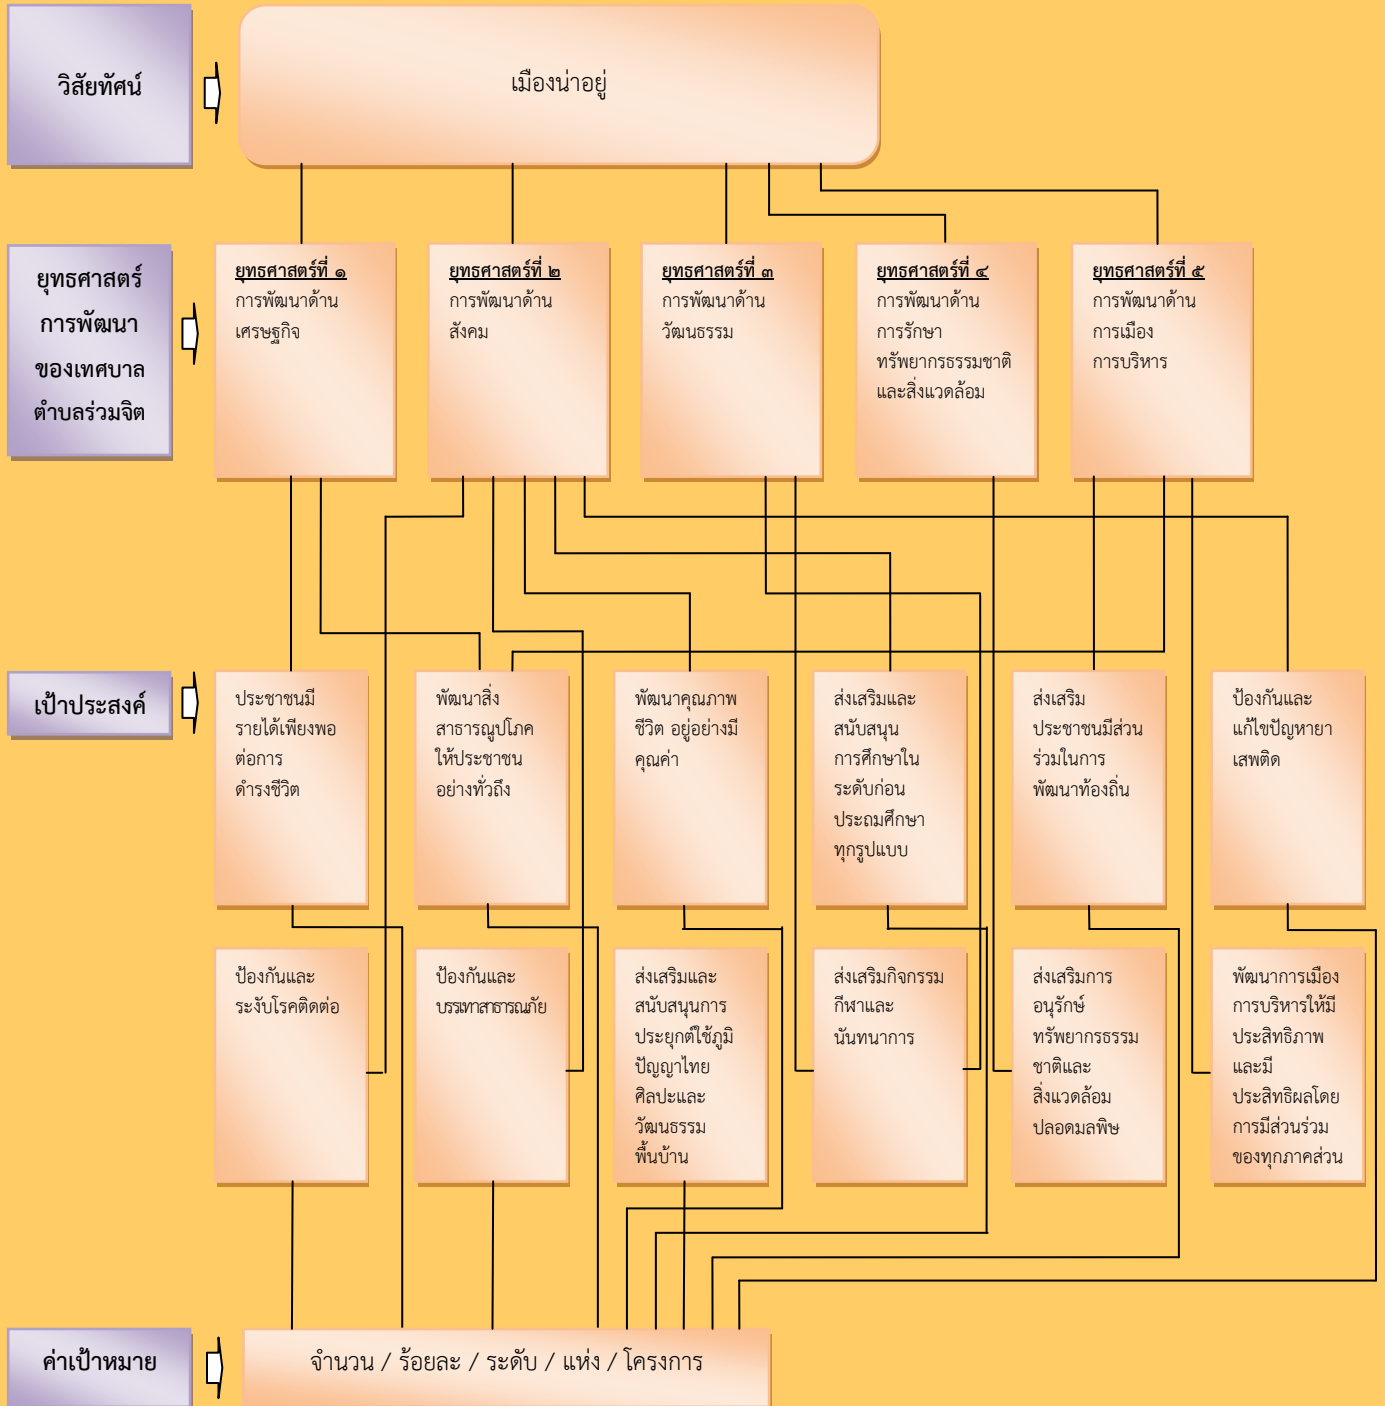 วิสัยทัศน์
เมืองน่าอยู่
ยุทธศาสตร์
การพัฒนา
ของเทศบาล
ตำบลร่วมจิต
ยุทธศาสตร์ที่ ๑
การพัฒนาด้าน
เศรษฐกิจ
ยุทธศาสตร์ที่ ๒
การพัฒนาด้าน
สังคม
ยุทธศาสตร์ที่ ๓
การพัฒนาด้าน
วัฒนธรรม
ยุทธศาสตร์ที่ ๔
การพัฒนาด้าน
การรักษา
ทรัพยากรธรรมชาติ
และสิ่งแวดล้อม
ยุทธศาสตร์ที่ ๕
การพัฒนาด้าน
การเมือง
การบริหาร
เป้าประสงค์
ประชาชนมี
รายได้เพียงพอ
ต่อการ
ดำรงชีวิต
พัฒนาสิ่ง
สาธารณูปโภค
ให้ประชาชน
อย่างทั่วถึง
พัฒนาคุณภาพ
ชีวิต อยู่อย่างมี
คุณค่า
ส่งเสริมและ
สนับสนุน
การศึกษาใน
ระดับก่อน
ประถมศึกษา
ทุกรูปแบบ
ส่งเสริม
ประชาชนมีส่วน
ร่วมในการ
พัฒนาท้องถิ่น
ป้องกันและ
แก้ไขปัญหายา
เสพติด
ป้องกันและ
ระงับโรคติดต่อ
ป้องกันและ
บรรเทาสาธารณภัย
ส่งเสริมและ
สนับสนุนการ
ประยุกต์ใช้ภูมิ
ปัญญาไทย
ศิลปะและ
วัฒนธรรม
พื้นบ้าน
ส่งเสริมกิจกรรม
กีฬาและ
นันทนาการ
ส่งเสริมการ
อนุรักษ์
ทรัพยากรธรรม
ชาติและ
สิ่งแวดล้อม
ปลอดมลพิษ
พัฒนาการเมือง
การบริหารให้มี
ประสิทธิภาพ
และมี
ประสิทธิผลโดย
การมีส่วนร่วม
ของทุกภาคส่วน
ค่าเป้าหมาย
จำนวน / ร้อยละ / ระดับ / แห่ง / โครงการ